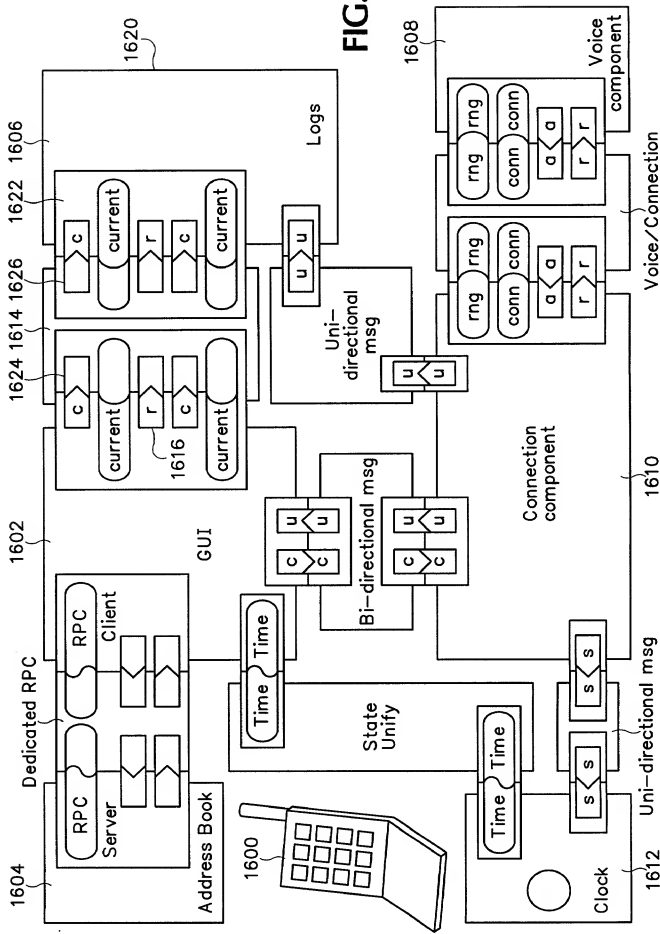 1604
Address Book
Server
RPC
Dedicated RPC
RPC
Client
1602
GUI
1600
Time
Time
State
Unify
Time
Time
Clock
1612
s
s
Uni-directional msg
s
s
c
u
c
u
Bi-directional msg
c
u
c
u
Connection
component
1610
c
current
r
c
current
1616
1624
1614
1626
c
current
r
c
current
1622
1606
1620
Logs
u
u
Uni-
directional
msg
u
u
rng
rng
conn
conn
a
a
r
r
Voice/Connection
rng
rng
conn
conn
a
a
r
r
Voice
component
1608
FIG.